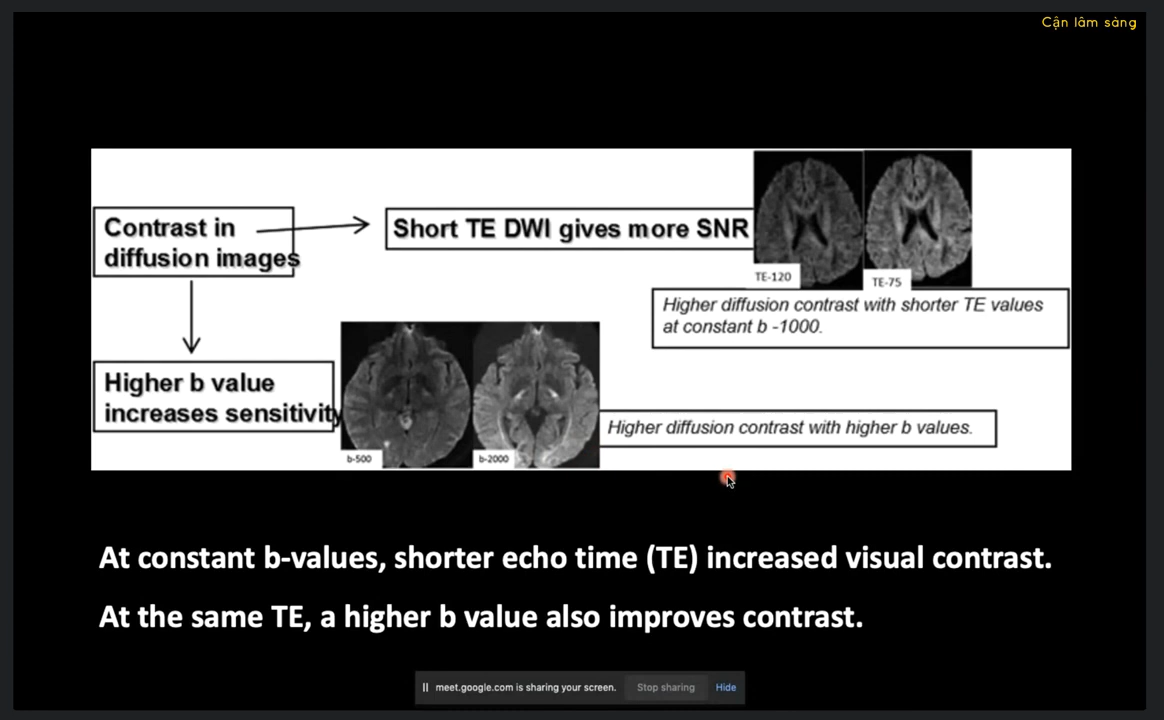 Cận lâm sàng
Contrast in
diffusion images
Short TE DWI gives more SNR
TE-120
TE-75
Higher diffusion contrast with shorter TE values
at constant b -1000.
Higher b value
increases sensitivity
b-500
b-2000
Higher diffusion contrast with higher b values.
At constant b-values, shorter echo time (TE) increased visual contrast.
At the same TE, a higher b value also improves contrast.
meet.google.com is sharing your screen.
Stop sharing
Hide